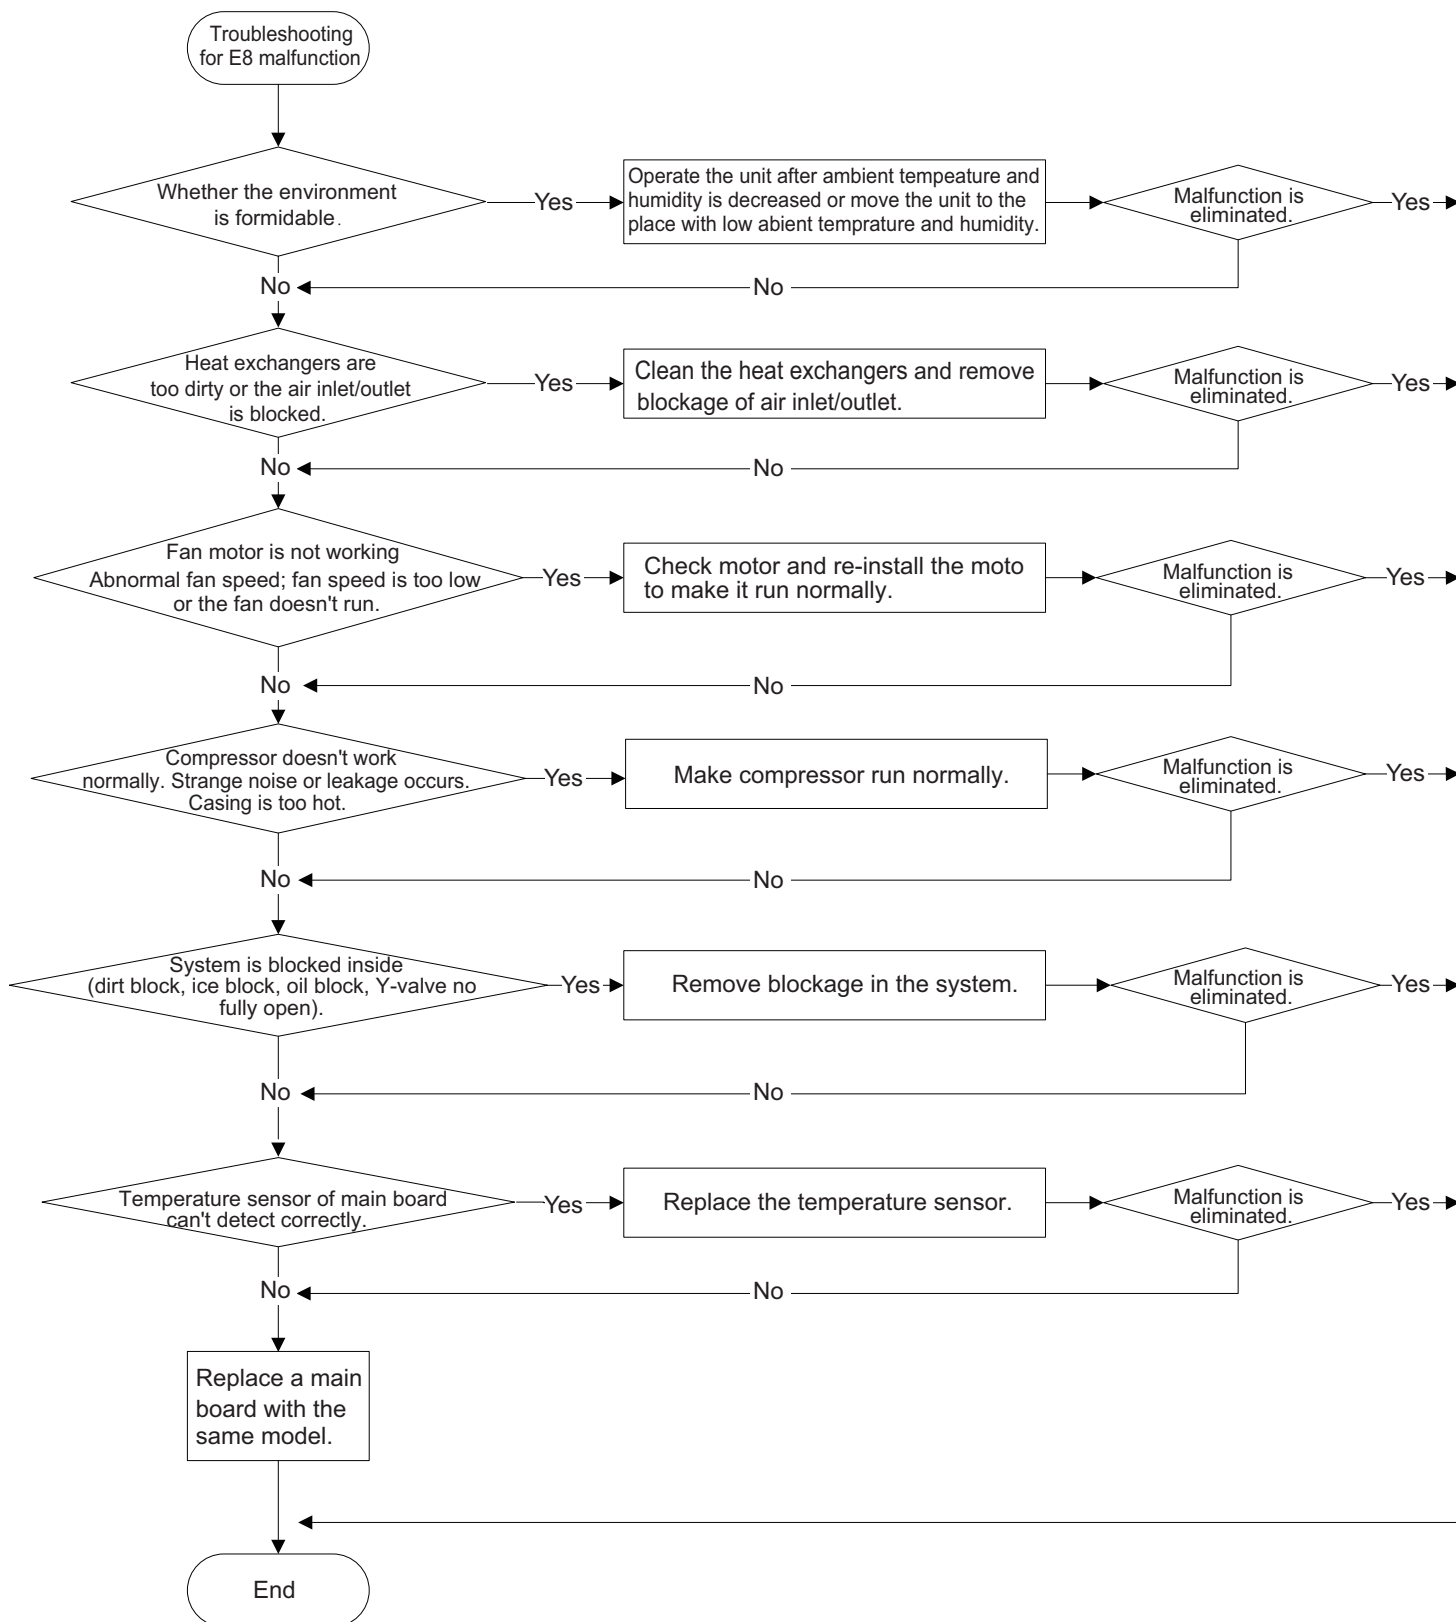 Troubleshooting
for E8 malfunction
Whether the environment
is formidable.
Yes
Operate the unit after ambient tempeature and
humidity is decreased or move the unit to the
place with low abient temprature and humidity.
Malfunction is
eliminated.
Yes
No
No
Heat exchangers are
too dirty or the air inlet/outlet
is blocked.
Yes
Clean the heat exchangers and remove
blockage of air inlet/outlet.
Malfunction is
eliminated.
Yes
No
No
Fan motor is not working
Abnormal fan speed; fan speed is too low
or the fan doesn't run.
Yes
Check motor and re-install the moto
to make it run normally.
Malfunction is
eliminated.
Yes
No
No
Compressor doesn't work
normally. Strange noise or leakage occurs.
Casing is too hot.
Yes
Make compressor run normally.
Malfunction is
eliminated.
Yes
No
No
System is blocked inside
(dirt block, ice block, oil block, Y-valve no
fully open).
Yes
Remove blockage in the system.
Malfunction is
eliminated.
Yes
No
No
Temperature sensor of main board
can't detect correctly.
Yes
Replace the temperature sensor.
Malfunction is
eliminated.
Yes
No
No
Replace a main
board with the
same model.
End